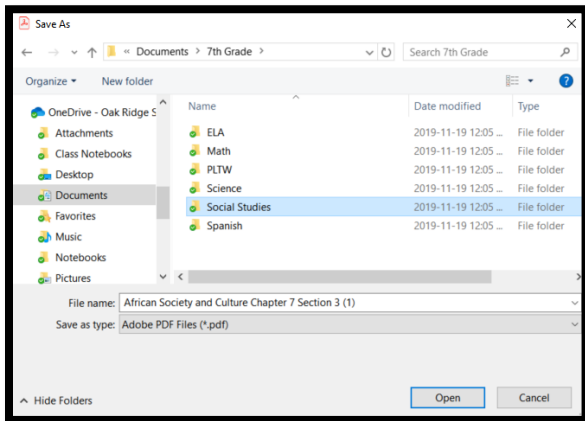 Save As
« Documents > 7th Grade >
Search 7th Grade
Organize
New folder
Name
Date modified
Type
OneDrive - Oak Ridge S
Attachments
Class Notebooks
Desktop
Documents
Favorites
Music
Notebooks
Pictures
ELA 2019-11-19 12:05 ... File folder
Math 2019-11-19 12:05 ... File folder
PLTW 2019-11-19 12:05 ... File folder
Science 2019-11-19 12:05 ... File folder
Social Studies 2019-11-19 12:05 ... File folder
Spanish 2019-11-19 12:05 ... File folder
File name: African Society and Culture Chapter 7 Section 3 (1)
Save as type: Adobe PDF Files (*.pdf)
Hide Folders
Open
Cancel